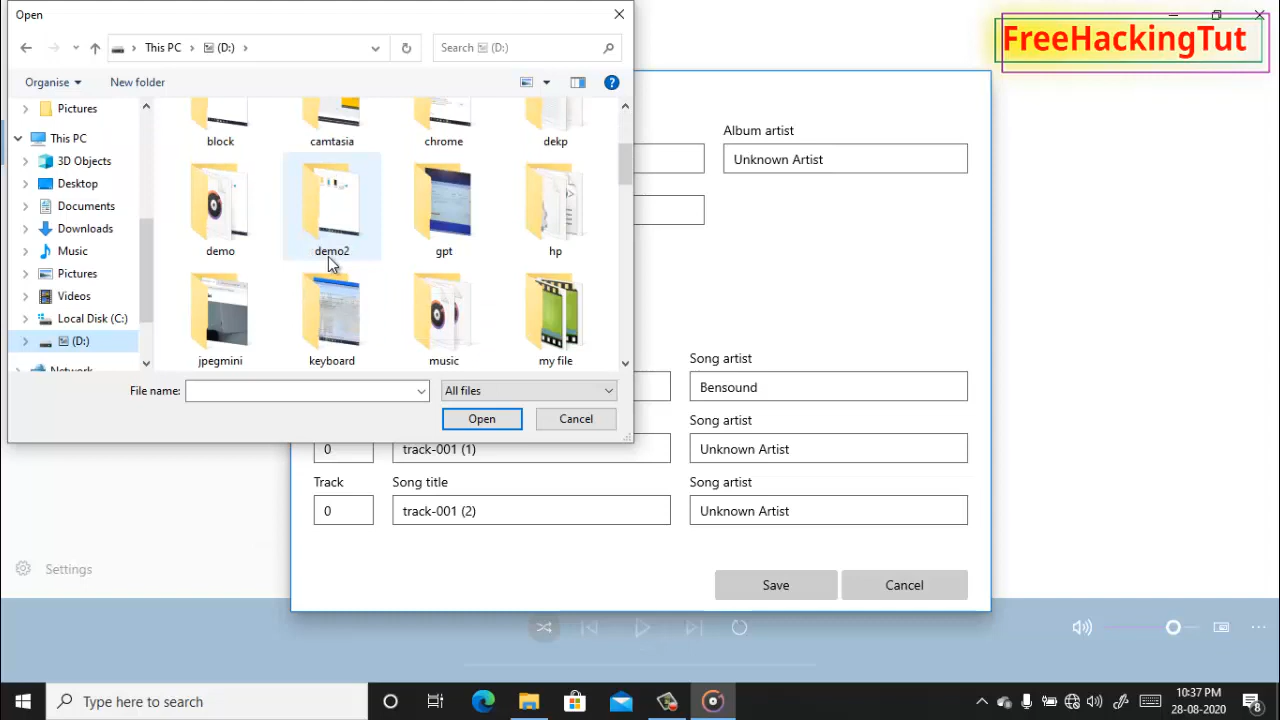 Open
FreeHackingTut
This PC
(D:)
Search (D:)
Organise
New folder
Pictures
This PC
3D Objects
Desktop
Documents
Downloads
Music
Pictures
Videos
Local Disk (C:)
(D:)
block
camtasia
chrome
dekp
demo
demo2
gpt
hp
jpegmini
keyboard
music
my file
File name:
All files
Open
Cancel
Album artist
Unknown Artist
Song artist
Bensound
Song artist
0
track-001 (1)
Unknown Artist
Track
Song title
Song artist
0
track-001 (2)
Unknown Artist
Save
Cancel
Settings
Type here to search
10:37 PM
28-08-2020
8